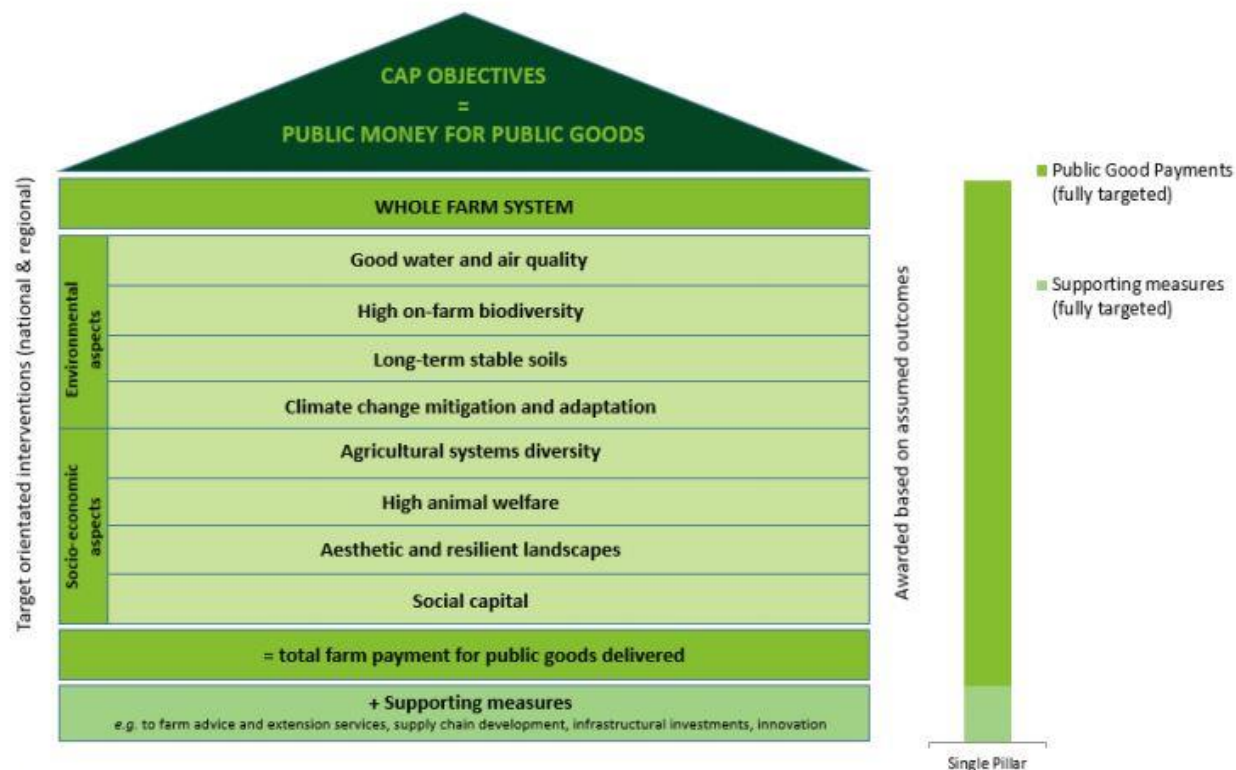 CAP OBJECTIVES
=
PUBLIC MONEY FOR PUBLIC GOODS
Target orientated interventions (national & regional)
WHOLE FARM SYSTEM
Environmental
aspects
Good water and air quality
High on-farm biodiversity
Long-term stable soils
Climate change mitigation and adaptation
Socio-economic
aspects
Agricultural systems diversity
High animal welfare
Aesthetic and resilient landscapes
Social capital
= total farm payment for public goods delivered
+ Supporting measures
e.g. to farm advice and extension services, supply chain development, infrastructural investments, innovation
Awarded based on assumed outcomes
Public Good Payments
(fully targeted)
Supporting measures
(fully targeted)
Single Pillar